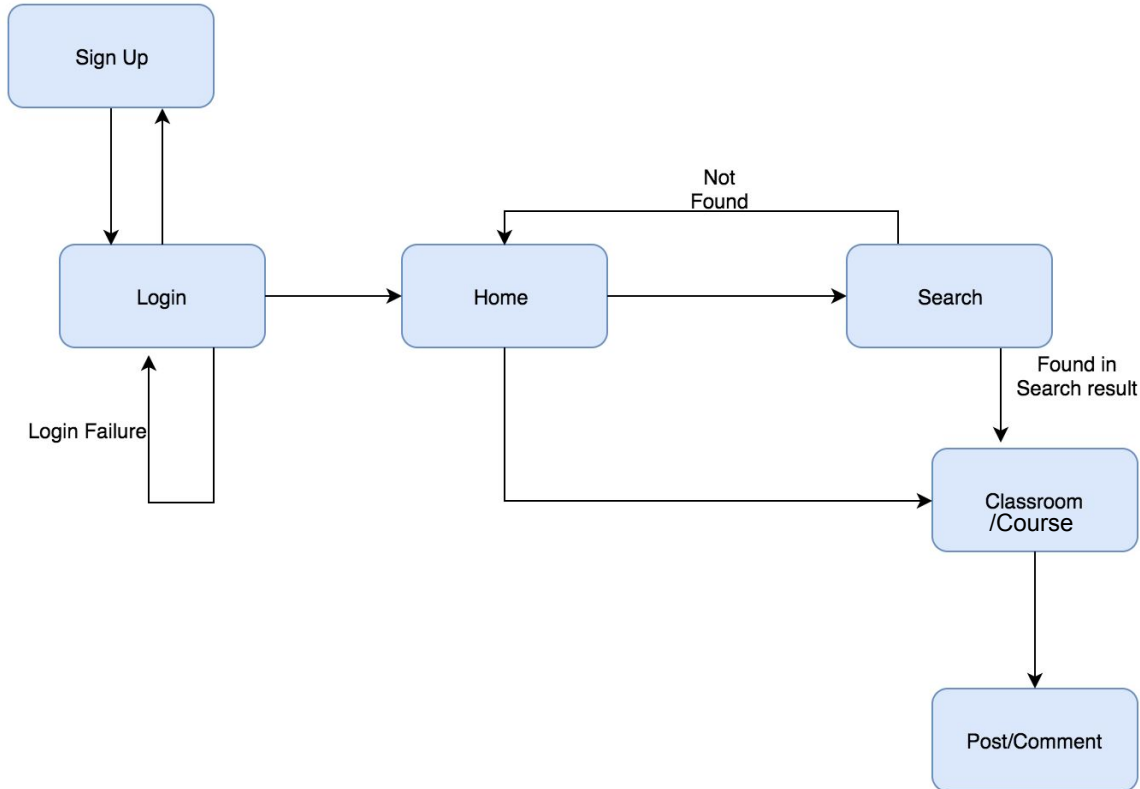 Sign Up
Not
Found
Login
Home
Search
Found in
Search result
Login Failure
Classroom
/Course
Post/Comment